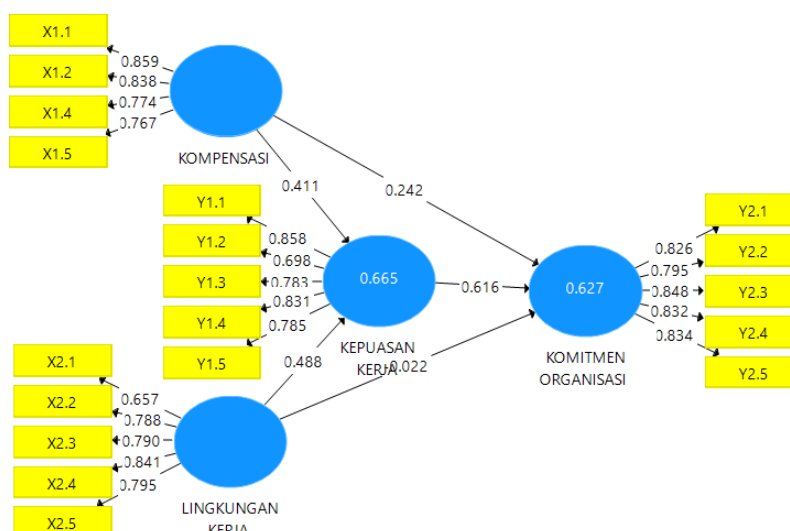 X1.1
X1.2
X1.4
X1.5
0.859
0.838
0.774
0.767
KOMPENSASI
0.411
0.242
Y1.1
Y1.2
Y1.3
Y1.4
Y1.5
0.858
0.698
0.783
0.831
0.785
0.665
KEPUASAN
KERJA
0.616
0.627
KOMITMEN
ORGANISASI
0.826
0.795
0.848
0.832
0.834
Y2.1
Y2.2
Y2.3
Y2.4
Y2.5
0.488
-0.022
X2.1
X2.2
X2.3
X2.4
X2.5
0.657
0.788
0.790
0.841
0.795
LINGKUNGAN
KERJA